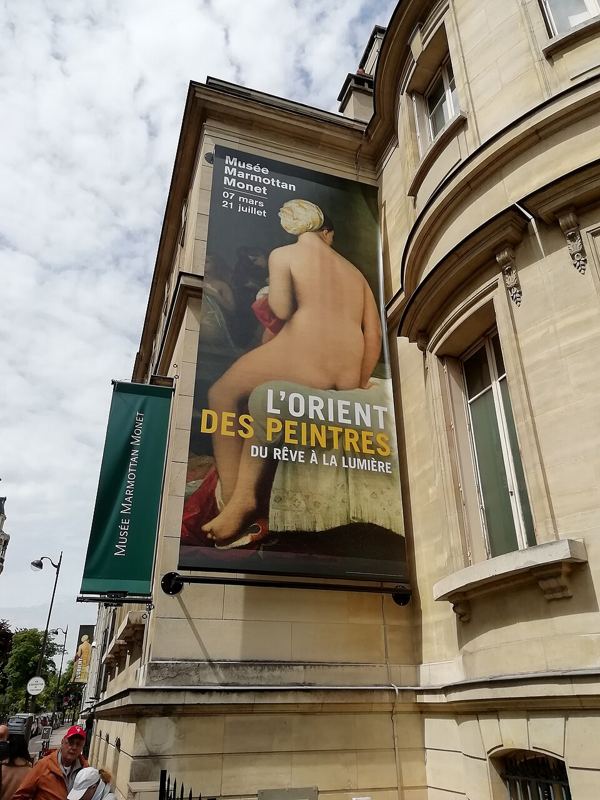 Musée
Marmottan
Monet
07 mars
21 juillet
L'ORIENT
DES PEINTRES
DU RÊVE À LA LUMIÈRE
MUSÉE MARMOTTAN MONET